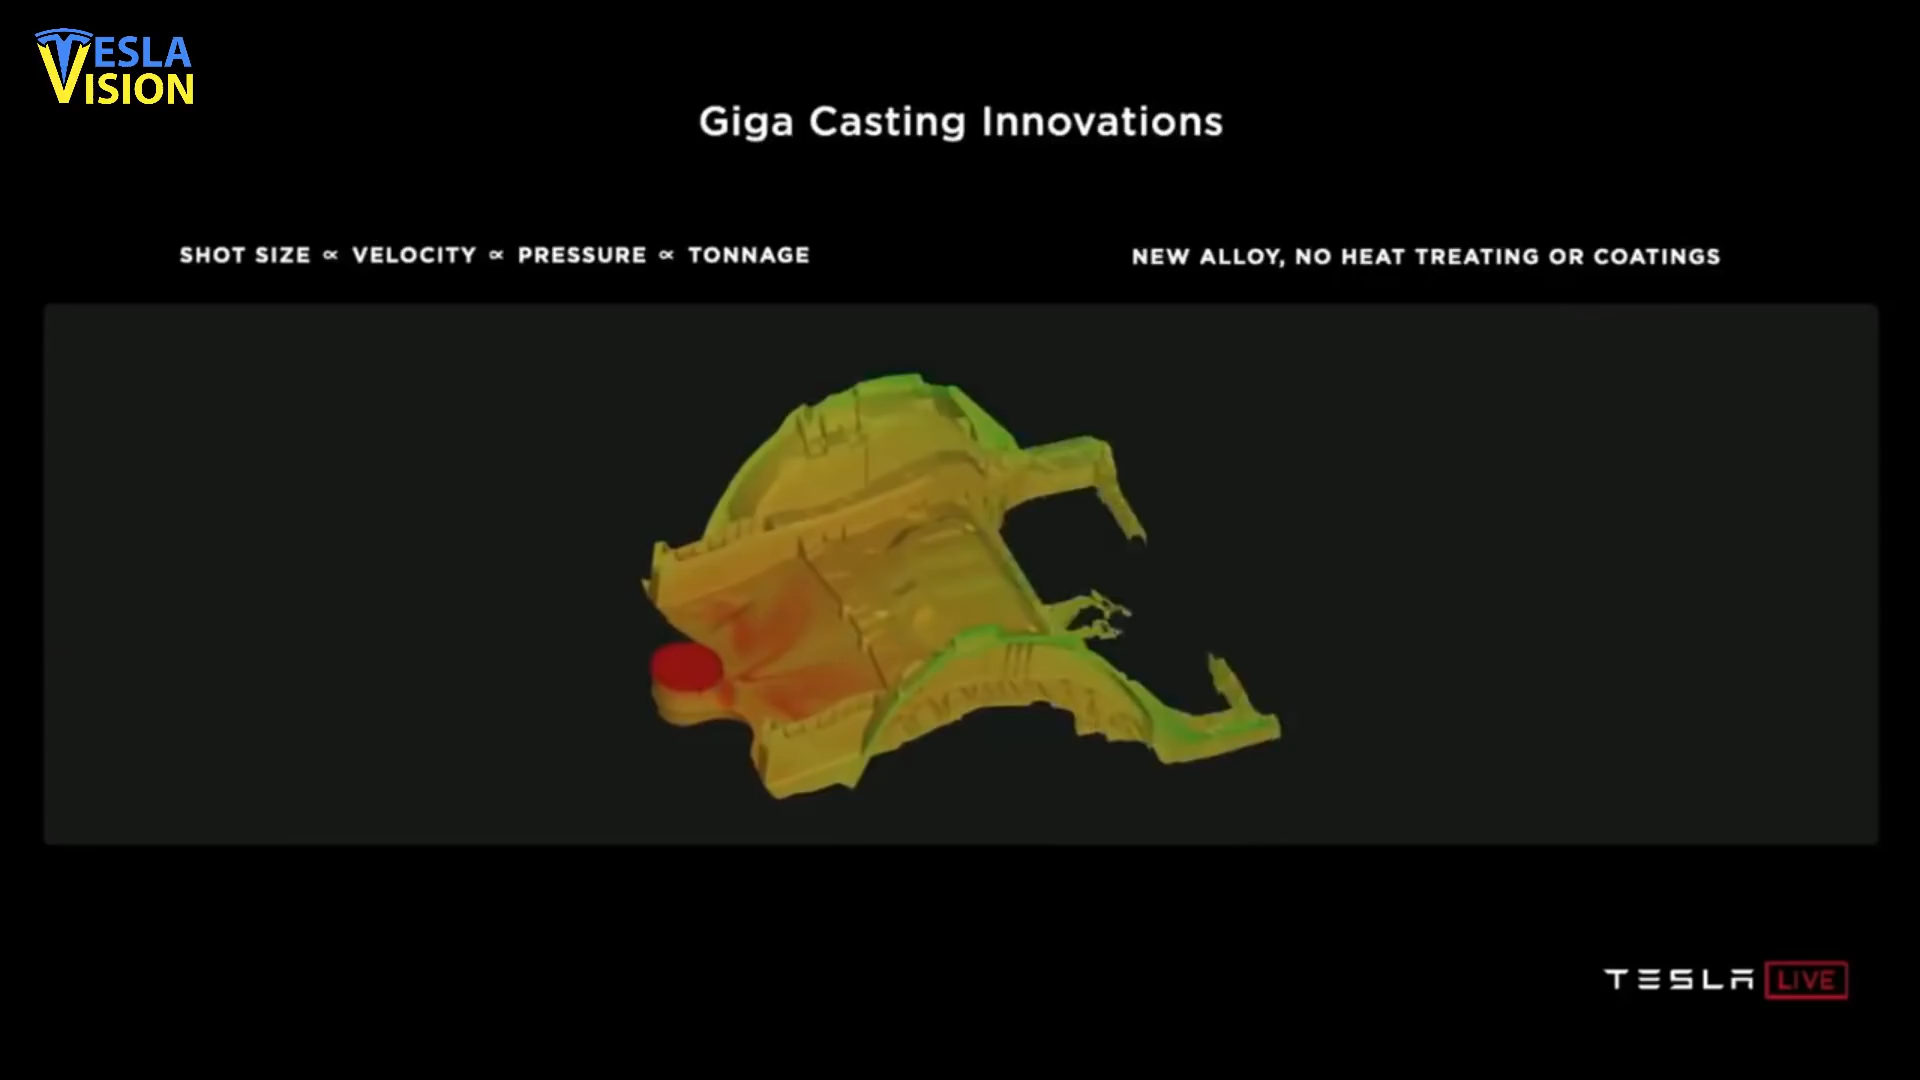 TESLA
VISION
Giga Casting Innovations
SHOT SIZE ∝ VELOCITY ∝ PRESSURE ∝ TONNAGE
NEW ALLOY, NO HEAT TREATING OR COATINGS
TESLA LIVE